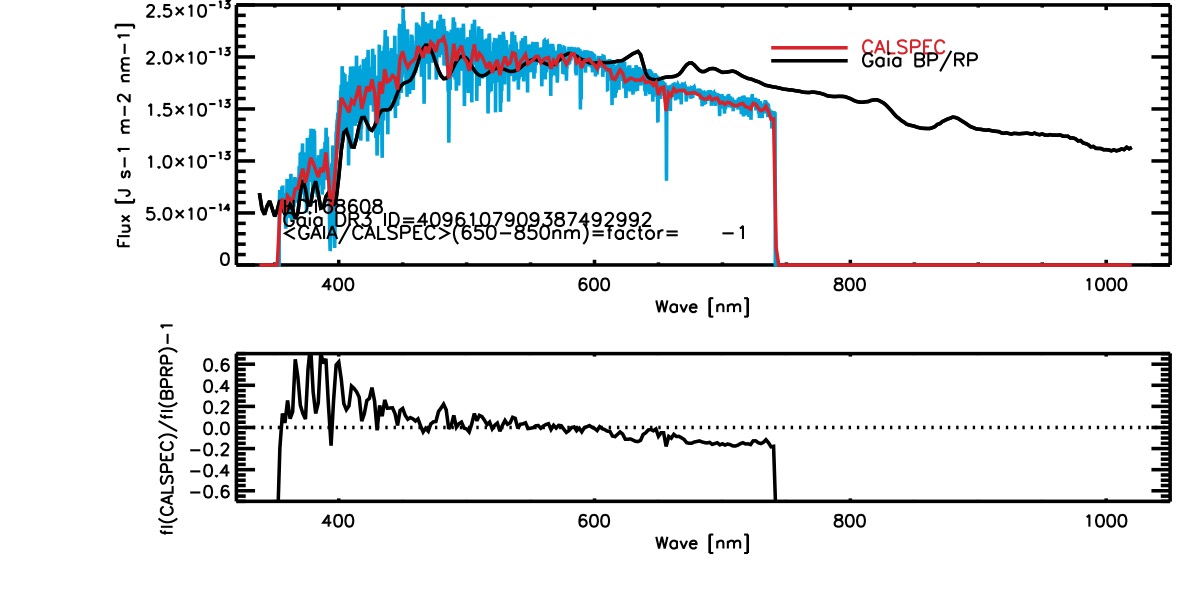 2.5×10−13
2.0×10−13
1.5×10−13
1.0×10−13
5.0×10−14
0
Flux [J s−1 m−2 nm−1]
CALSPEC
Gaia BP/RP
168608
Gaia DR3 ID=4096107909387492992
<GAIA/CALSPEC>(650−850nm)=factor= −1
400 600 800 1000
Wave [nm]
fl(CALSPEC)/fl(BPRP)−1
0.6
0.4
0.2
0.0
−0.2
−0.4
−0.6
400 600 800 1000
Wave [nm]